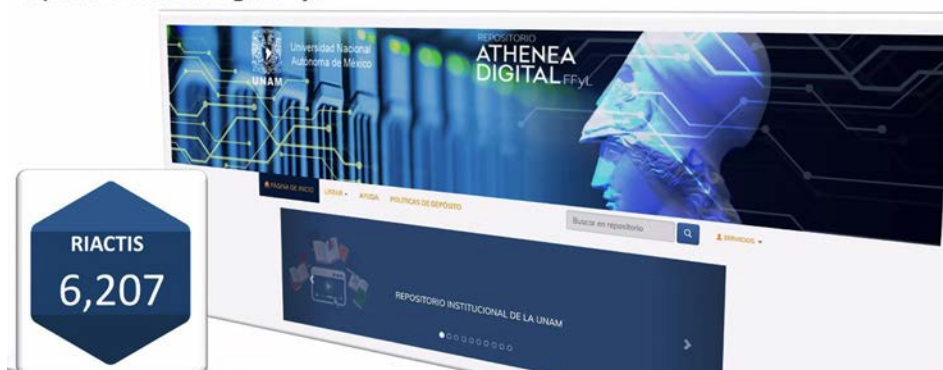 Universidad Nacional
Autónoma de México
UNAM
REPOSITORIO
ATHENEA
DIGITAL FFyL
PÁGINA DE INICIO
LISTAR
AYUDA
POLÍTICAS DE DEPÓSITO
Buscar en repositorio
SERVICIOS
REPOSITORIO INSTITUCIONAL DE LA UNAM
RIACTIS
6,207